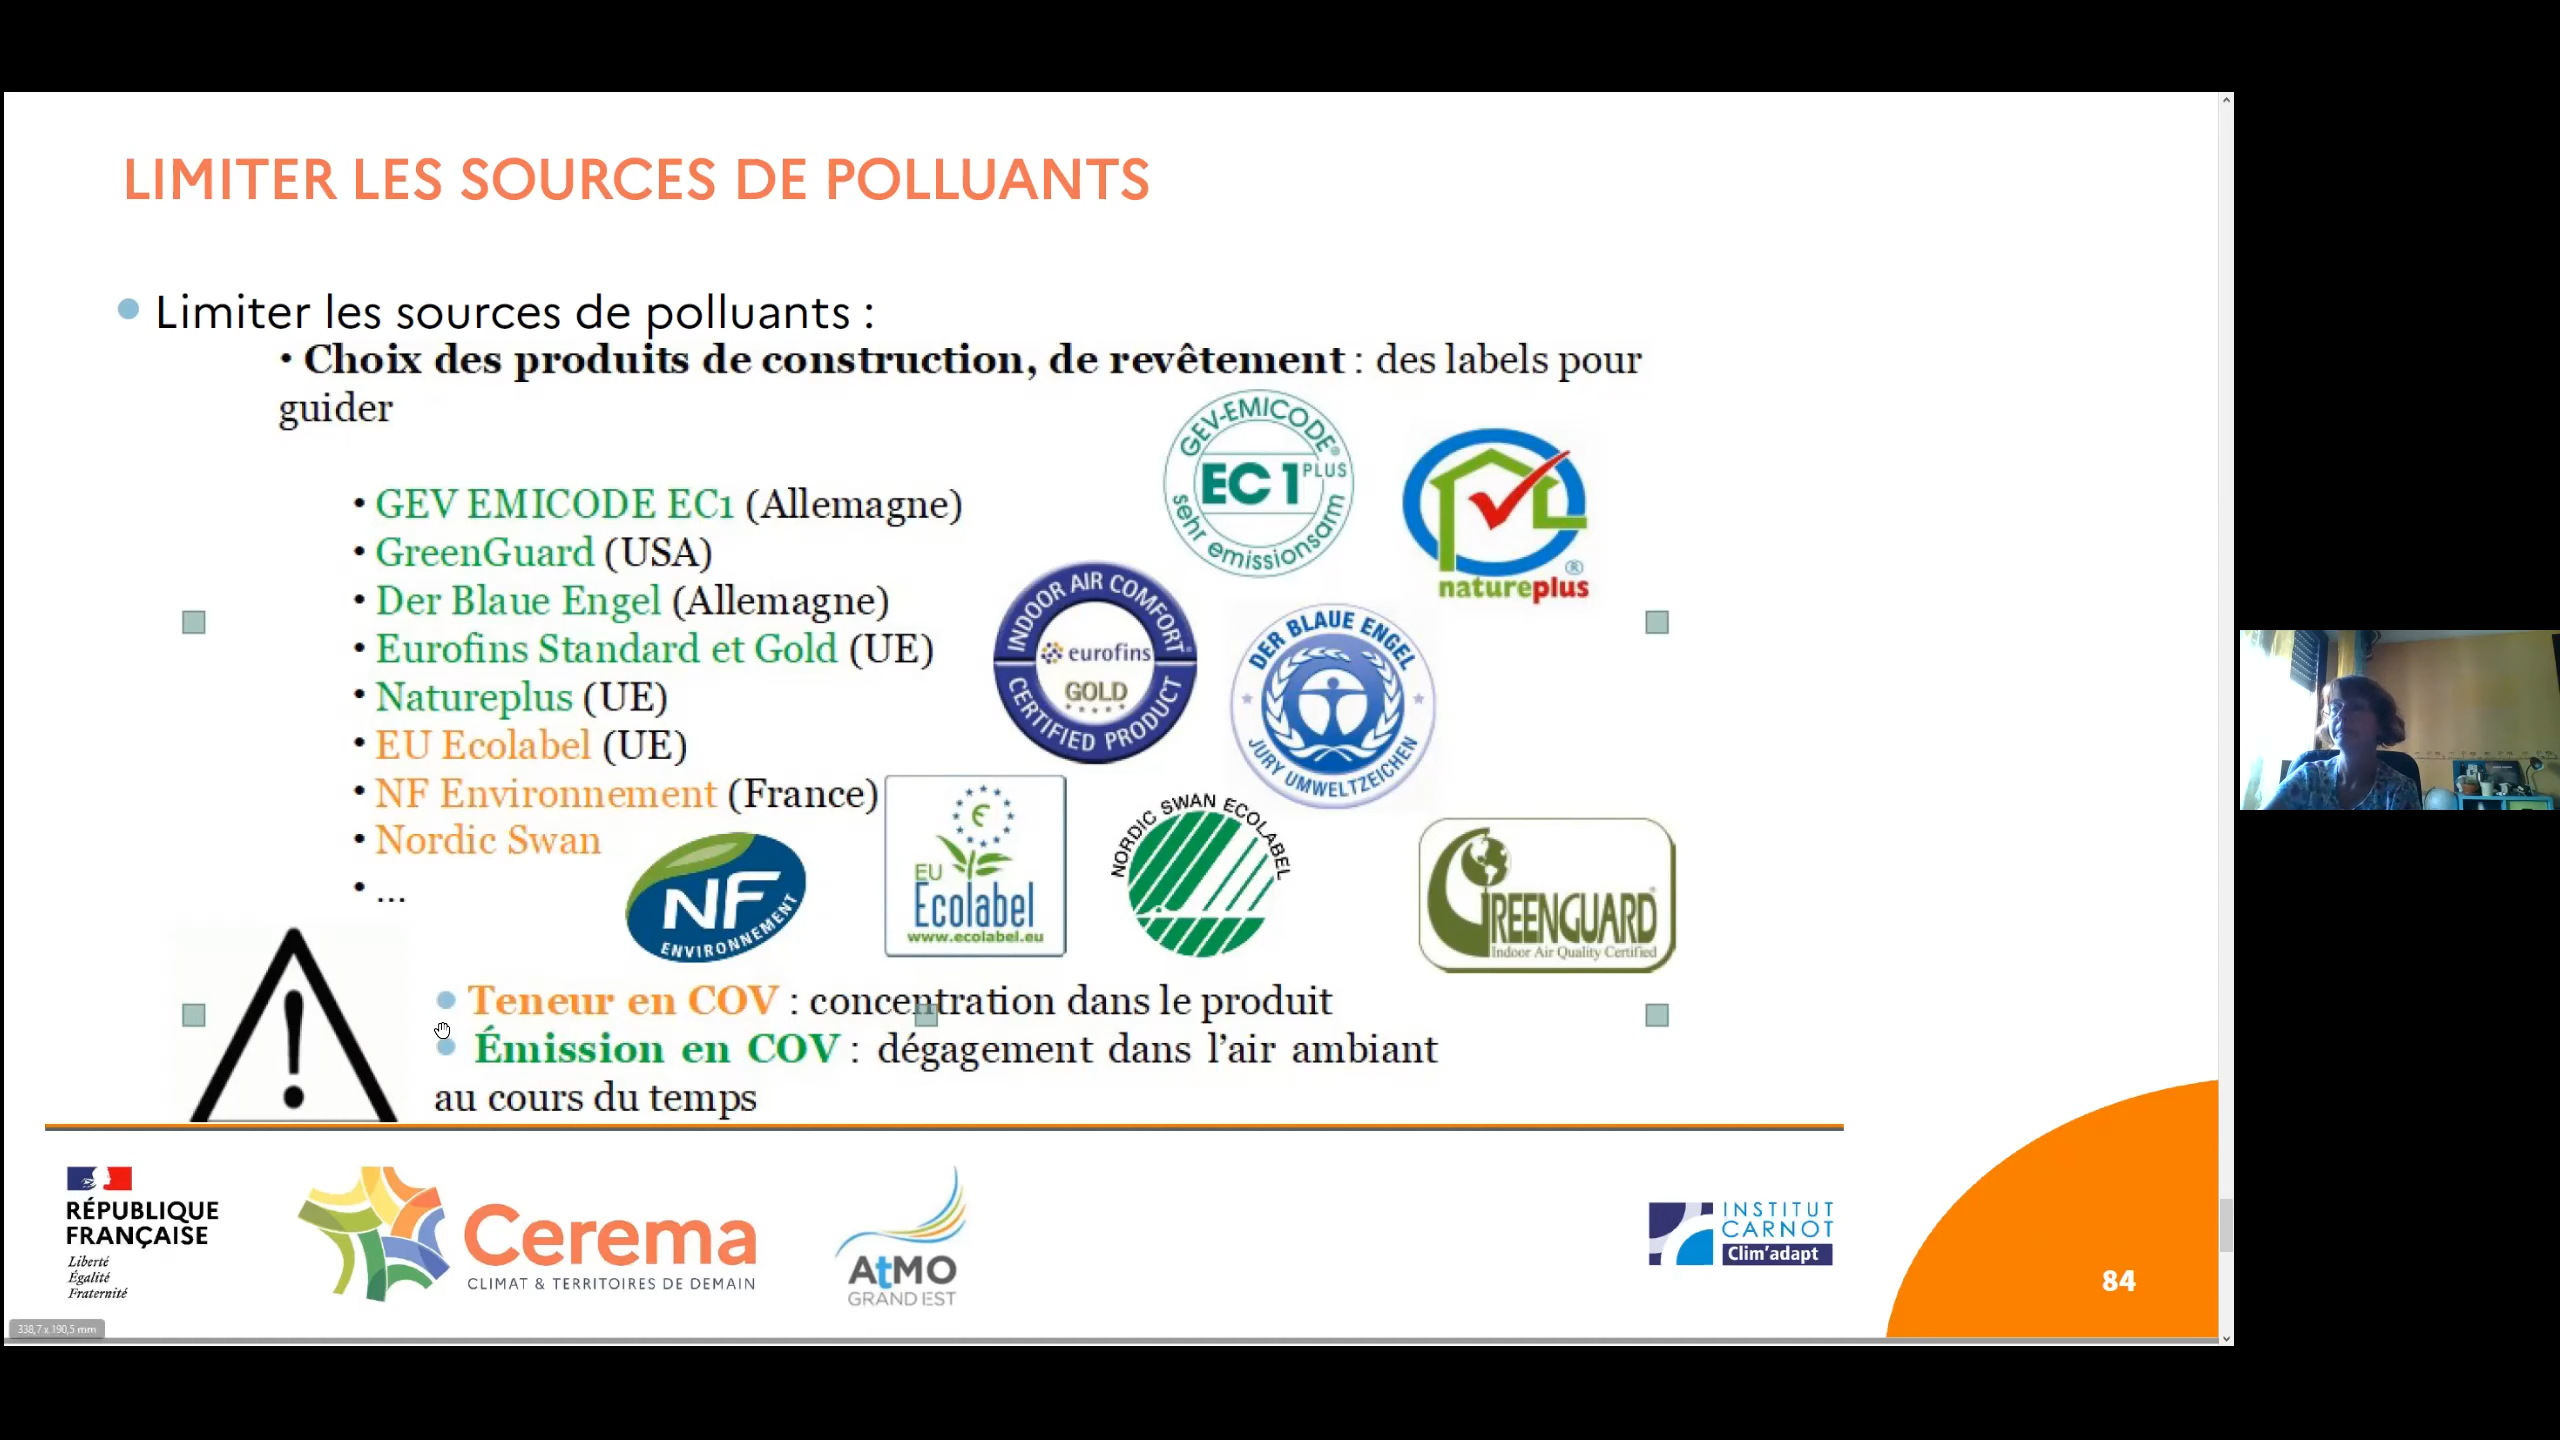 LIMITER LES SOURCES DE POLLUANTS
Limiter les sources de polluants :
• Choix des produits de construction, de revêtement : des labels pour
guider
• GEV EMICODE EC1 (Allemagne)
• GreenGuard (USA)
• Der Blaue Engel (Allemagne)
• Eurofins Standard et Gold (UE)
• Natureplus (UE)
• EU Ecolabel (UE)
• NF Environnement (France)
• Nordic Swan
• ...
GEV-EMICODE®
EC 1 PLUS
sehr emissionsarm
®
natureplus
INDOOR AIR COMFORT
eurofins
GOLD
CERTIFIED PRODUCT
DER BLAUE ENGEL
JURY UMWELTZEICHEN
NF
ENVIRONNEMENT
EU
Ecolabel
www.ecolabel.eu
NORDIC SWAN ECOLABEL
GREENGUARD
Indoor Air Quality Certified
!
Teneur en COV : concentration dans le produit
Émission en COV : dégagement dans l'air ambiant
au cours du temps
RÉPUBLIQUE
FRANÇAISE
Liberté
Égalité
Fraternité
Cerema
CLIMAT & TERRITOIRES DE DEMAIN
AtMO
GRAND EST
INSTITUT
CARNOT
Clim'adapt
84
338,7 x 190,5 mm